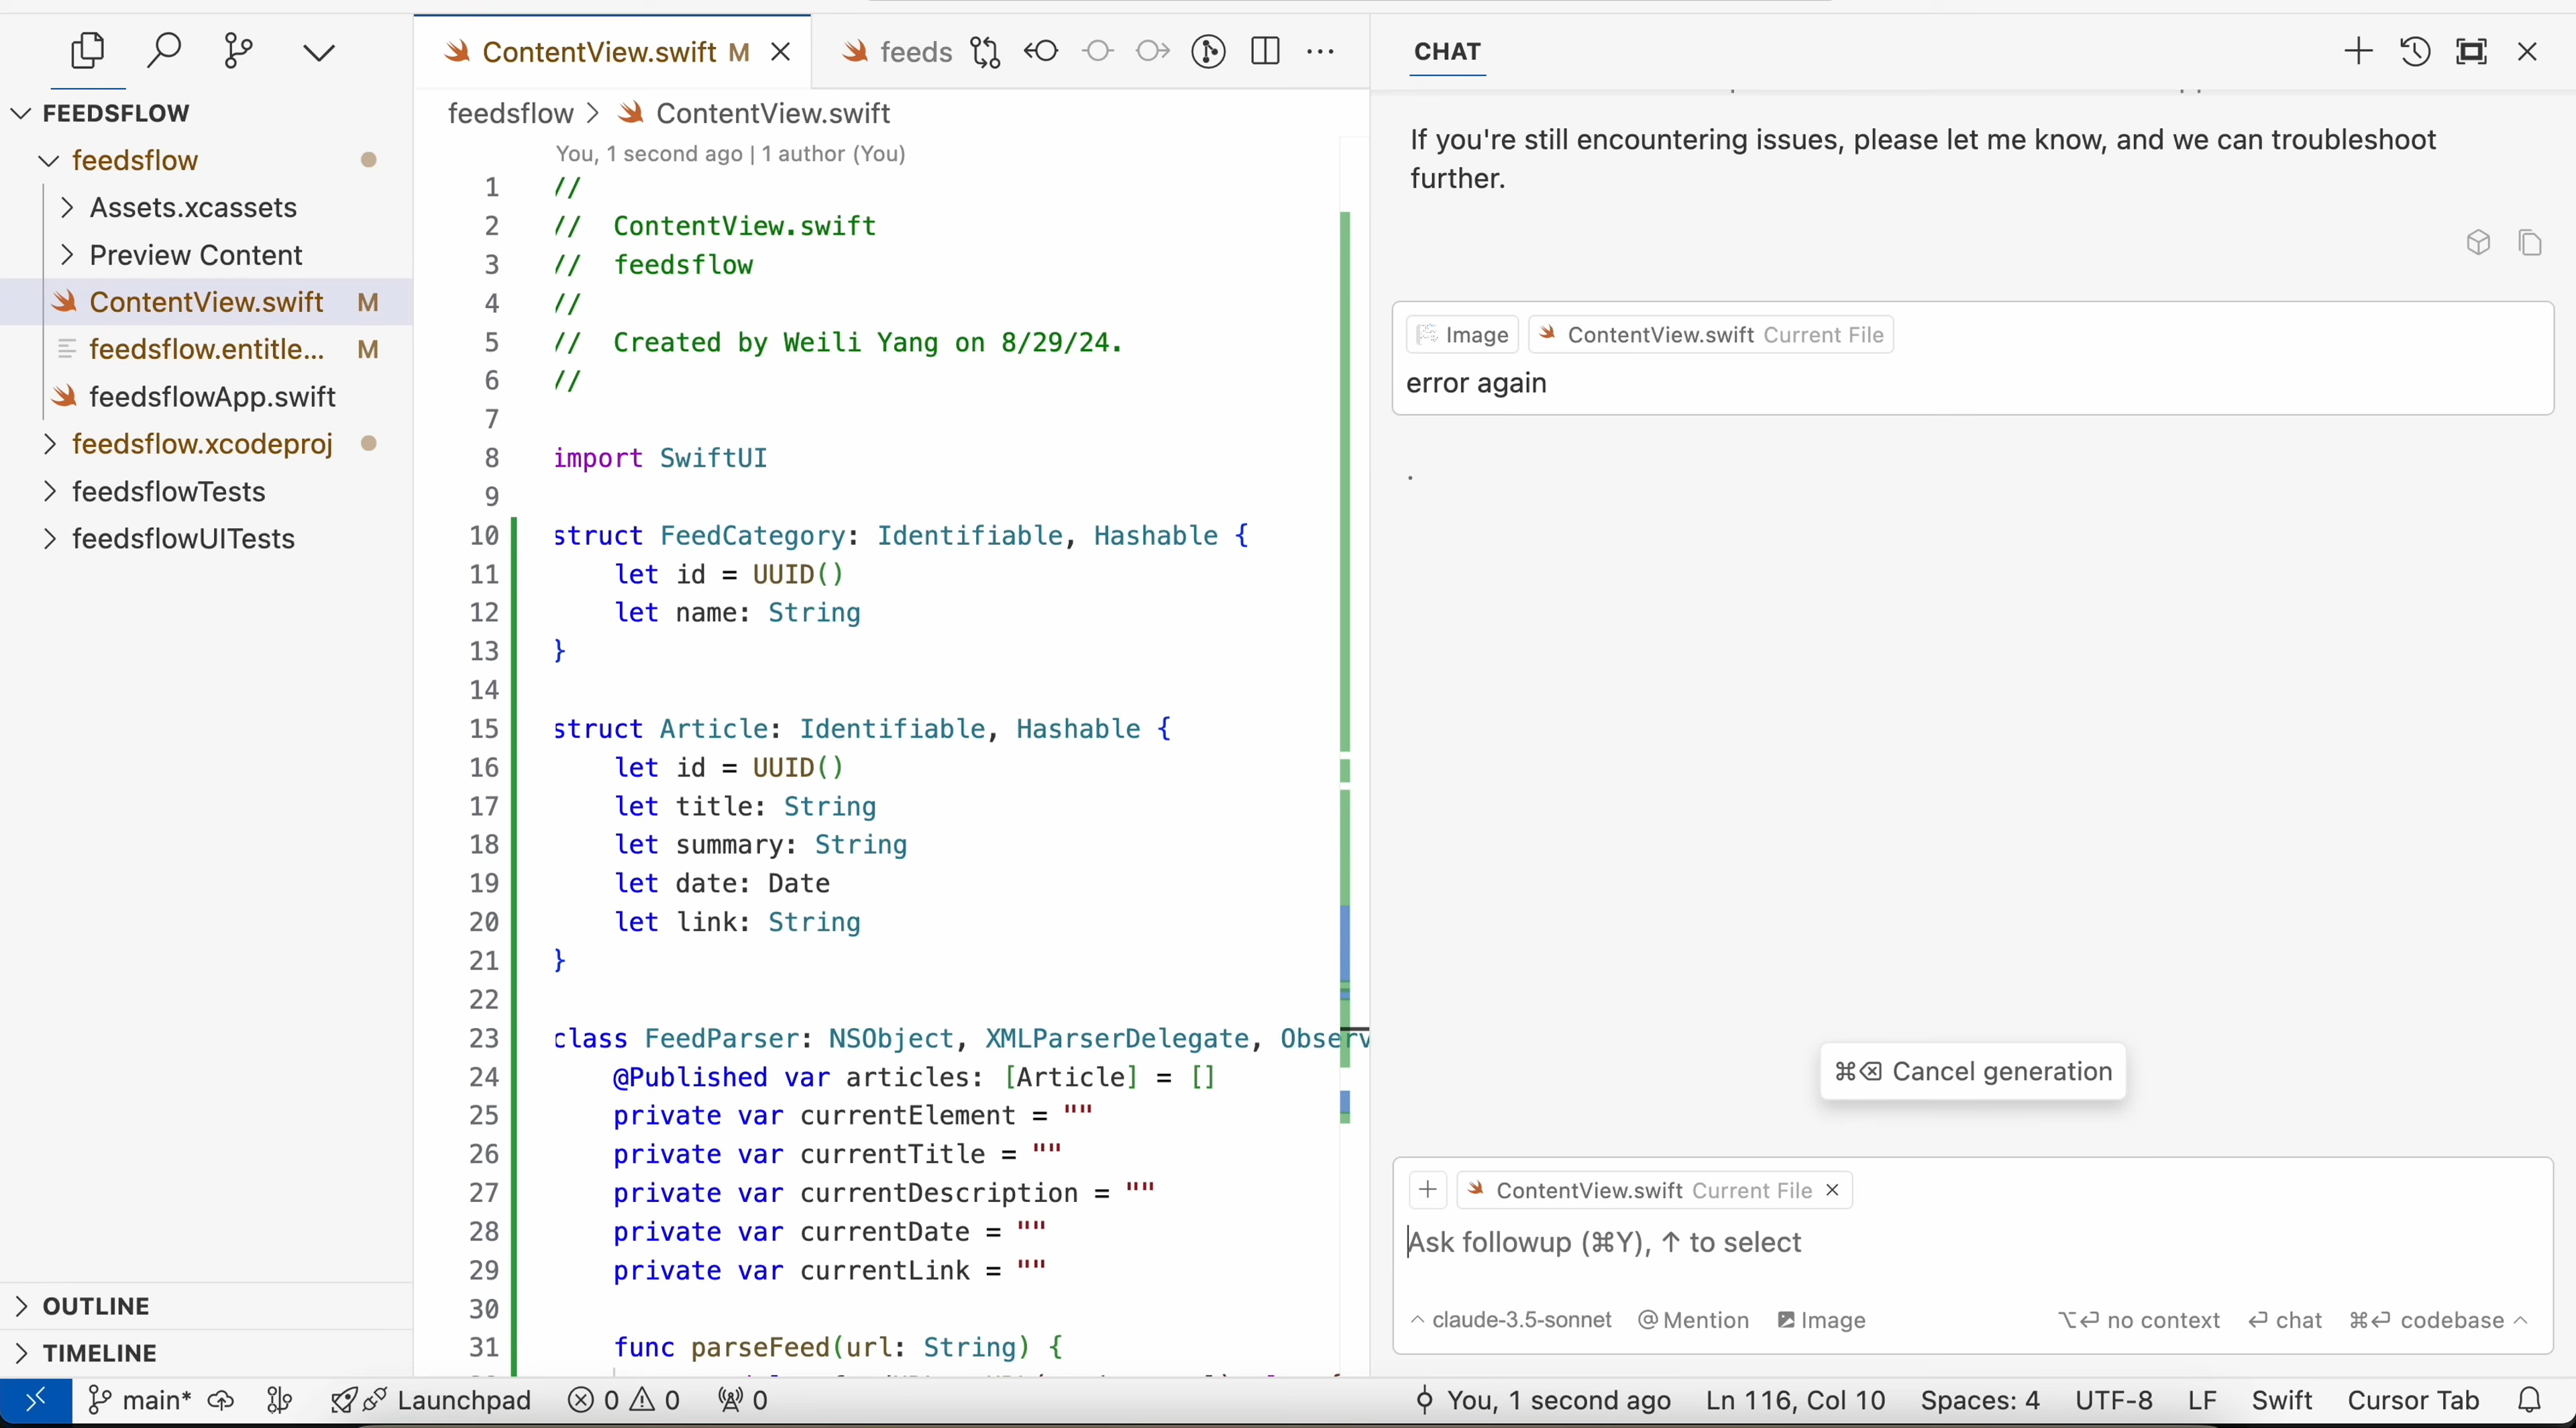 ContentView.swift M
feeds
CHAT
FEEDSFLOW
feedsflow
Assets.xcassets
Preview Content
ContentView.swift M
feedsflow.entitle... M
feedsflowApp.swift
feedsflow.xcodeproj
feedsflowTests
feedsflowUITests
OUTLINE
TIMELINE
feedsflow > ContentView.swift
You, 1 second ago | 1 author (You)
1 //
2 //  ContentView.swift
3 //  feedsflow
4 //
5 //  Created by Weili Yang on 8/29/24.
6 //
7
8 import SwiftUI
9
10 struct FeedCategory: Identifiable, Hashable {
11     let id = UUID()
12     let name: String
13 }
14
15 struct Article: Identifiable, Hashable {
16     let id = UUID()
17     let title: String
18     let summary: String
19     let date: Date
20     let link: String
21 }
22
23 class FeedParser: NSObject, XMLParserDelegate, Observ
24     @Published var articles: [Article] = []
25     private var currentElement = ""
26     private var currentTitle = ""
27     private var currentDescription = ""
28     private var currentDate = ""
29     private var currentLink = ""
30
31     func parseFeed(url: String) {
If you're still encountering issues, please let me know, and we can troubleshoot
further.
Image ContentView.swift Current File
error again
.
⌘⌫ Cancel generation
+ ContentView.swift Current File ×
Ask followup (⌘Y), ↑ to select
claude-3.5-sonnet @ Mention Image ⌥⏎ no context ⏎ chat ⌘⏎ codebase
main* Launchpad 0 0 0 You, 1 second ago Ln 116, Col 10 Spaces: 4 UTF-8 LF Swift Cursor Tab